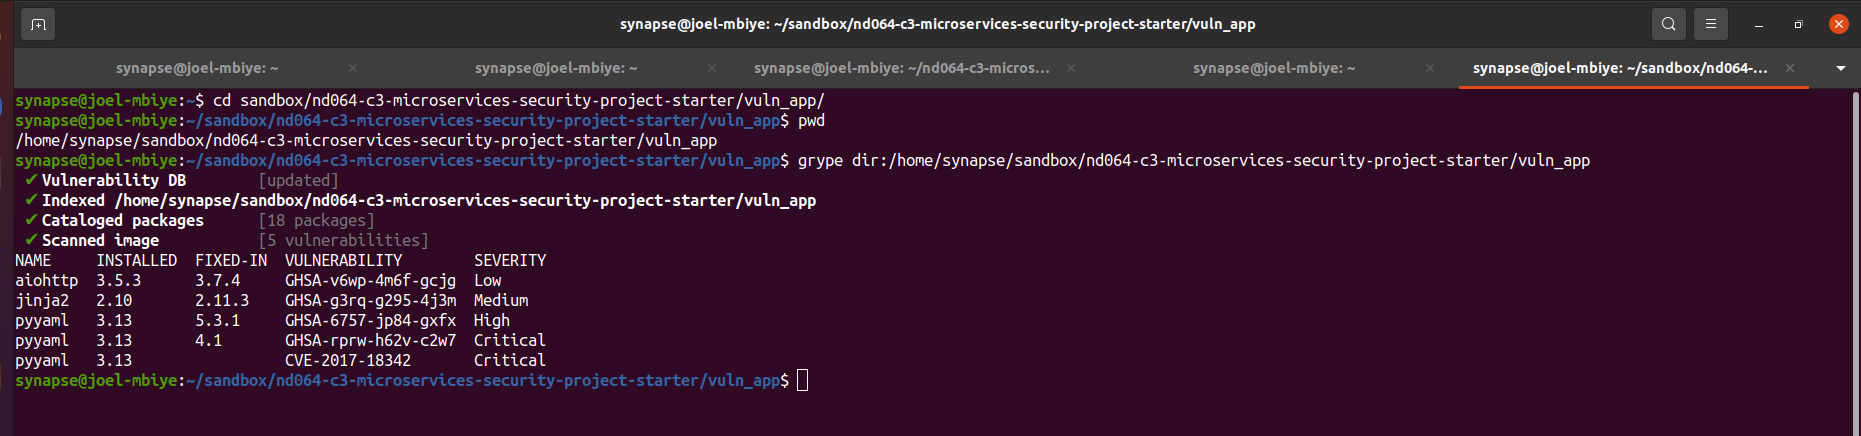 synapse@joel-mbiye: ~/sandbox/nd064-c3-microservices-security-project-starter/vuln_app
synapse@joel-mbiye: ~ synapse@joel-mbiye: ~ synapse@joel-mbiye: ~/nd064-c3-micros... synapse@joel-mbiye: ~ synapse@joel-mbiye: ~/sandbox/nd064-...
synapse@joel-mbiye:~$ cd sandbox/nd064-c3-microservices-security-project-starter/vuln_app/
synapse@joel-mbiye:~/sandbox/nd064-c3-microservices-security-project-starter/vuln_app$ pwd
/home/synapse/sandbox/nd064-c3-microservices-security-project-starter/vuln_app
synapse@joel-mbiye:~/sandbox/nd064-c3-microservices-security-project-starter/vuln_app$ grype dir:/home/synapse/sandbox/nd064-c3-microservices-security-project-starter/vuln_app
✔ Vulnerability DB [updated]
✔ Indexed /home/synapse/sandbox/nd064-c3-microservices-security-project-starter/vuln_app
✔ Cataloged packages [18 packages]
✔ Scanned image [5 vulnerabilities]
NAME INSTALLED FIXED-IN VULNERABILITY SEVERITY
aiohttp 3.5.3 3.7.4 GHSA-v6wp-4m6f-gcjg Low
jinja2 2.10 2.11.3 GHSA-g3rq-g295-4j3m Medium
pyyaml 3.13 5.3.1 GHSA-6757-jp84-gxfx High
pyyaml 3.13 4.1 GHSA-rprw-h62v-c2w7 Critical
pyyaml 3.13 CVE-2017-18342 Critical
synapse@joel-mbiye:~/sandbox/nd064-c3-microservices-security-project-starter/vuln_app$